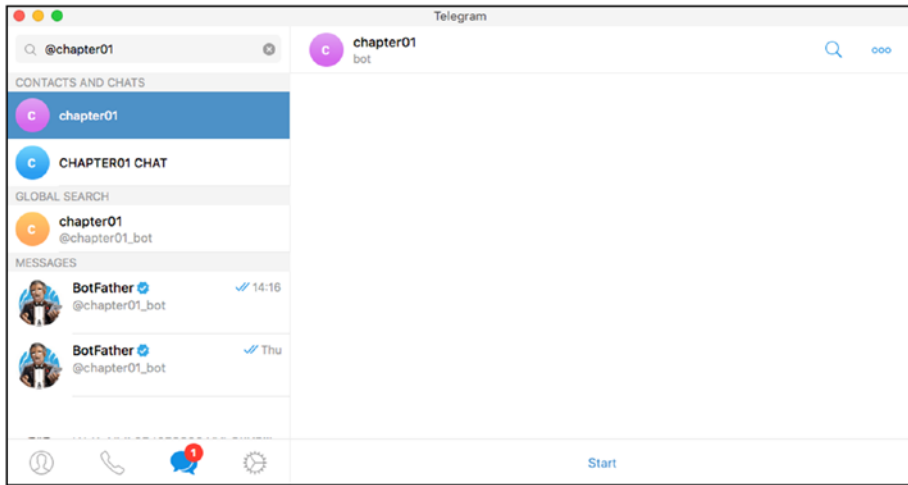 Telegram
@chapter01
CONTACTS AND CHATS
C chapter01
C CHAPTER01 CHAT
GLOBAL SEARCH
C chapter01
@chapter01_bot
MESSAGES
BotFather 14:16
@chapter01_bot
BotFather Thu
@chapter01_bot
1
C chapter01
bot
Start